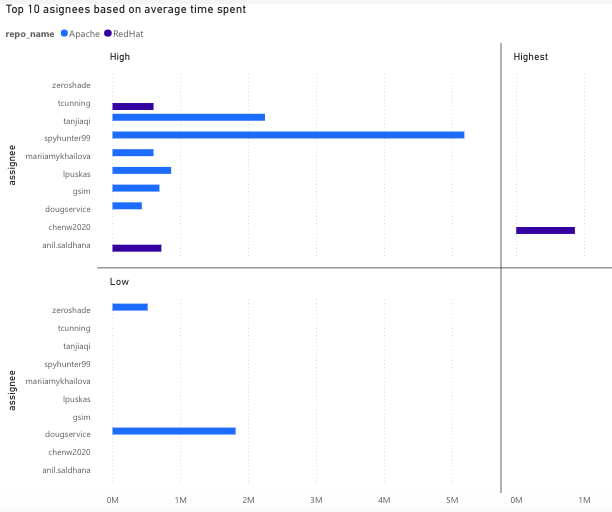 Top 10 asignees based on average time spent
repo_name Apache RedHat
High
Highest
assignee
zeroshade
tcunning
tanjiaqi
spyhunter99
mariiamykhailova
lpuskas
gsim
dougservice
chenw2020
anil.saldhana
Low
assignee
zeroshade
tcunning
tanjiaqi
spyhunter99
mariiamykhailova
lpuskas
gsim
dougservice
chenw2020
anil.saldhana
0M 1M 2M 3M 4M 5M 0M 1M